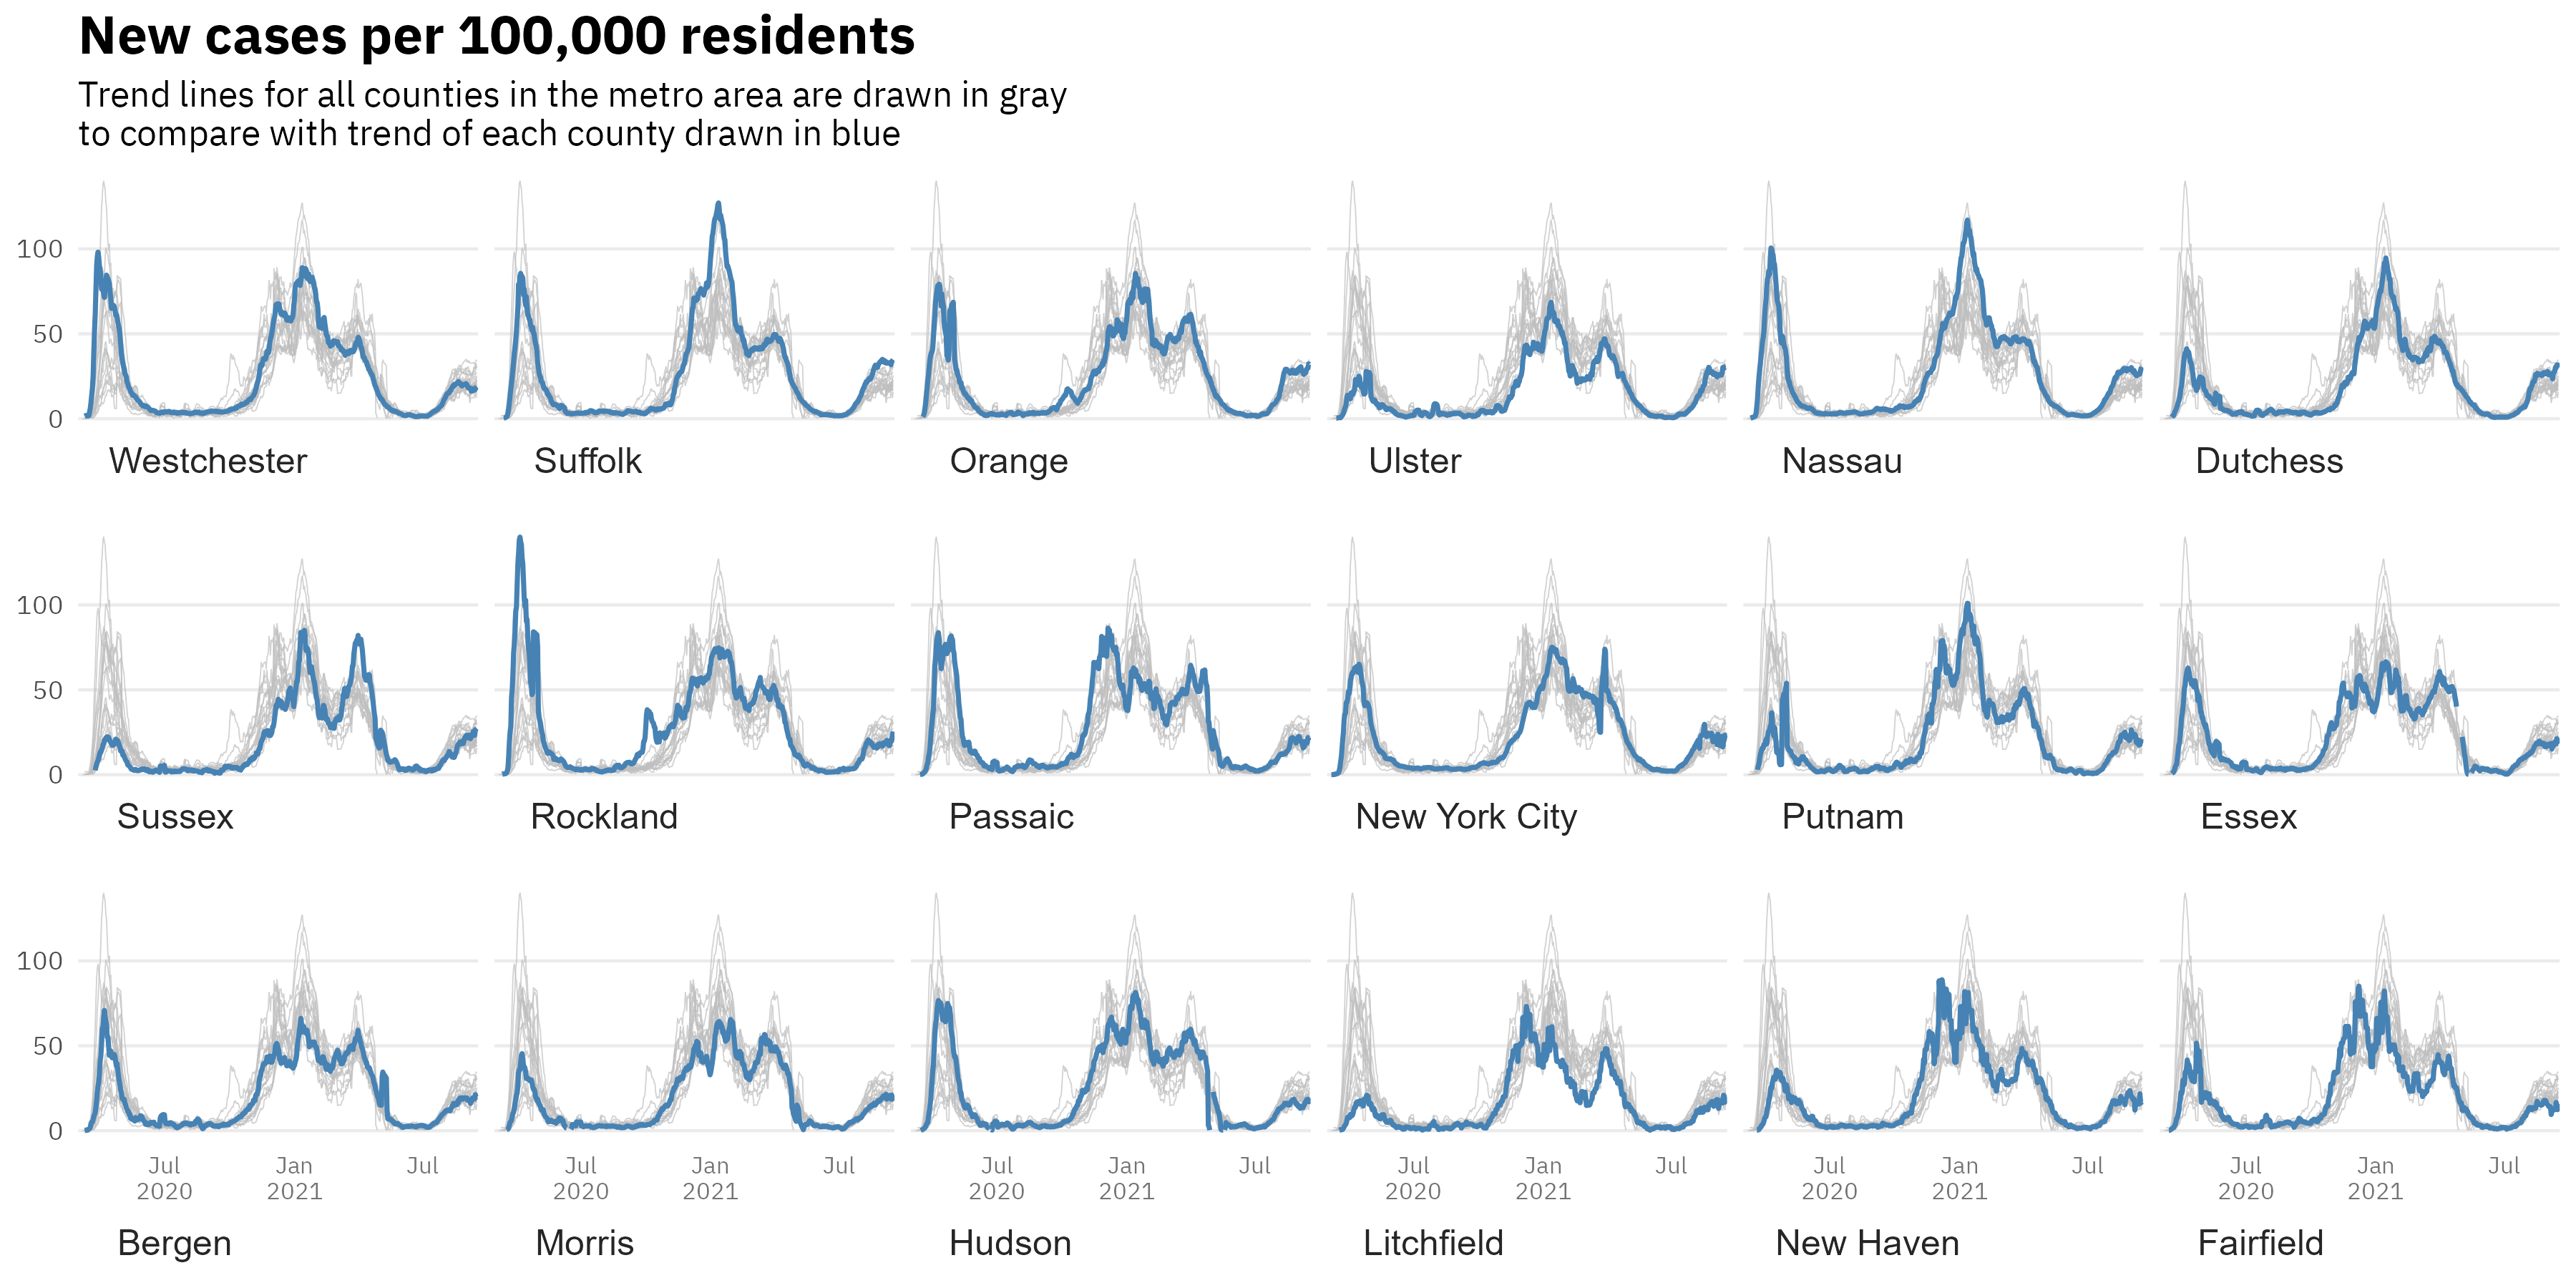 New cases per 100,000 residents
Trend lines for all counties in the metro area are drawn in gray
to compare with trend of each county drawn in blue
100
50
0
Westchester
Suffolk
Orange
Ulster
Nassau
Dutchess
100
50
0
Sussex
Rockland
Passaic
New York City
Putnam
Essex
100
50
0
Jul
2020
Jan
2021
Jul
Jul
2020
Jan
2021
Jul
Jul
2020
Jan
2021
Jul
Jul
2020
Jan
2021
Jul
Jul
2020
Jan
2021
Jul
Jul
2020
Jan
2021
Jul
Bergen
Morris
Hudson
Litchfield
New Haven
Fairfield